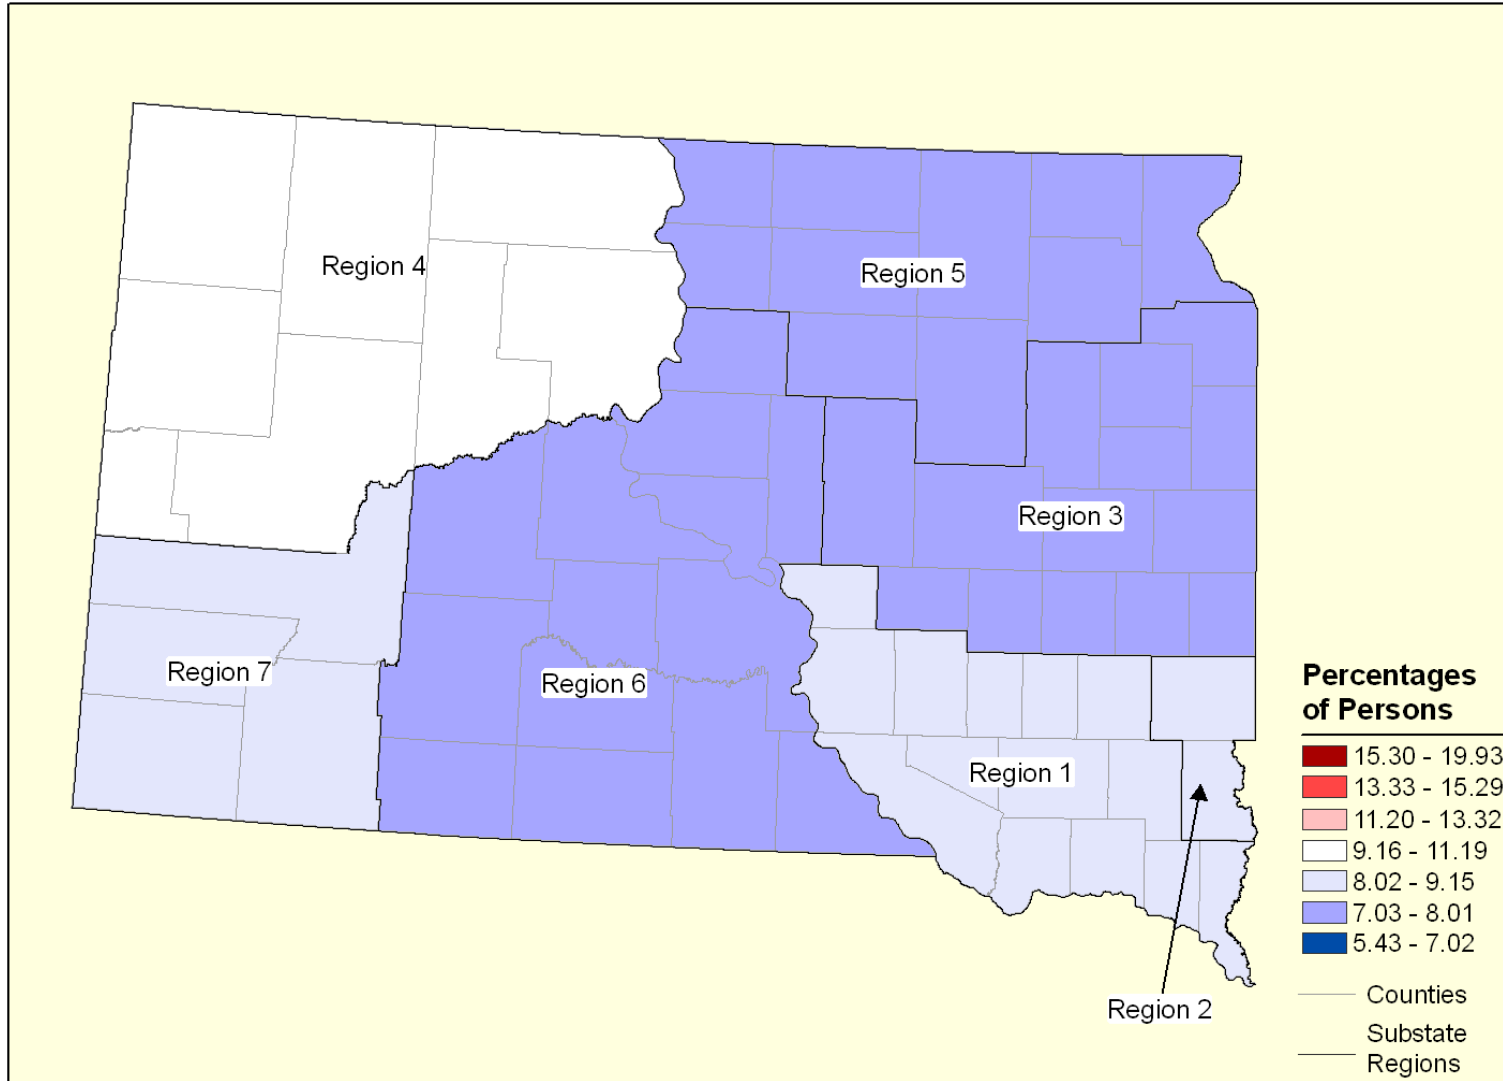 Region 4
Region 5
Region 3
Region 7
Region 6
Region 1
Region 2
Percentages
of Persons
15.30 - 19.93
13.33 - 15.29
11.20 - 13.32
9.16 - 11.19
8.02 - 9.15
7.03 - 8.01
5.43 - 7.02
Counties
Substate
Regions